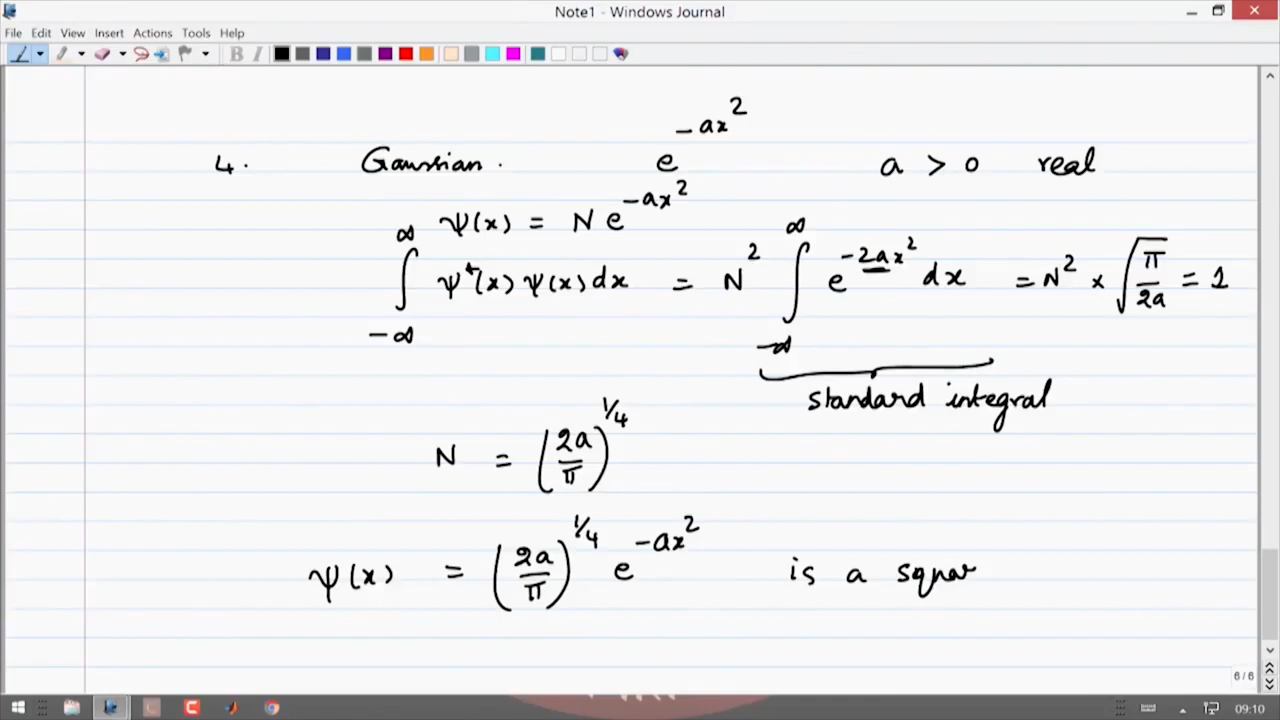 Note1 - Windows Journal
File Edit View Insert Actions Tools Help
B I
4. Gaussian. e^{-ax^2} a > 0 real
ψ(x) = N e^{-ax^2}
∫_{-∞}^{∞} ψ*(x) ψ(x) dx = N^2 ∫_{-∞}^{∞} e^{-2ax^2} dx = N^2 × √(π/2a) = 1
standard integral
N = (2a/π)^{1/4}
ψ(x) = (2a/π)^{1/4} e^{-ax^2} is a squar
6 / 6
09:10